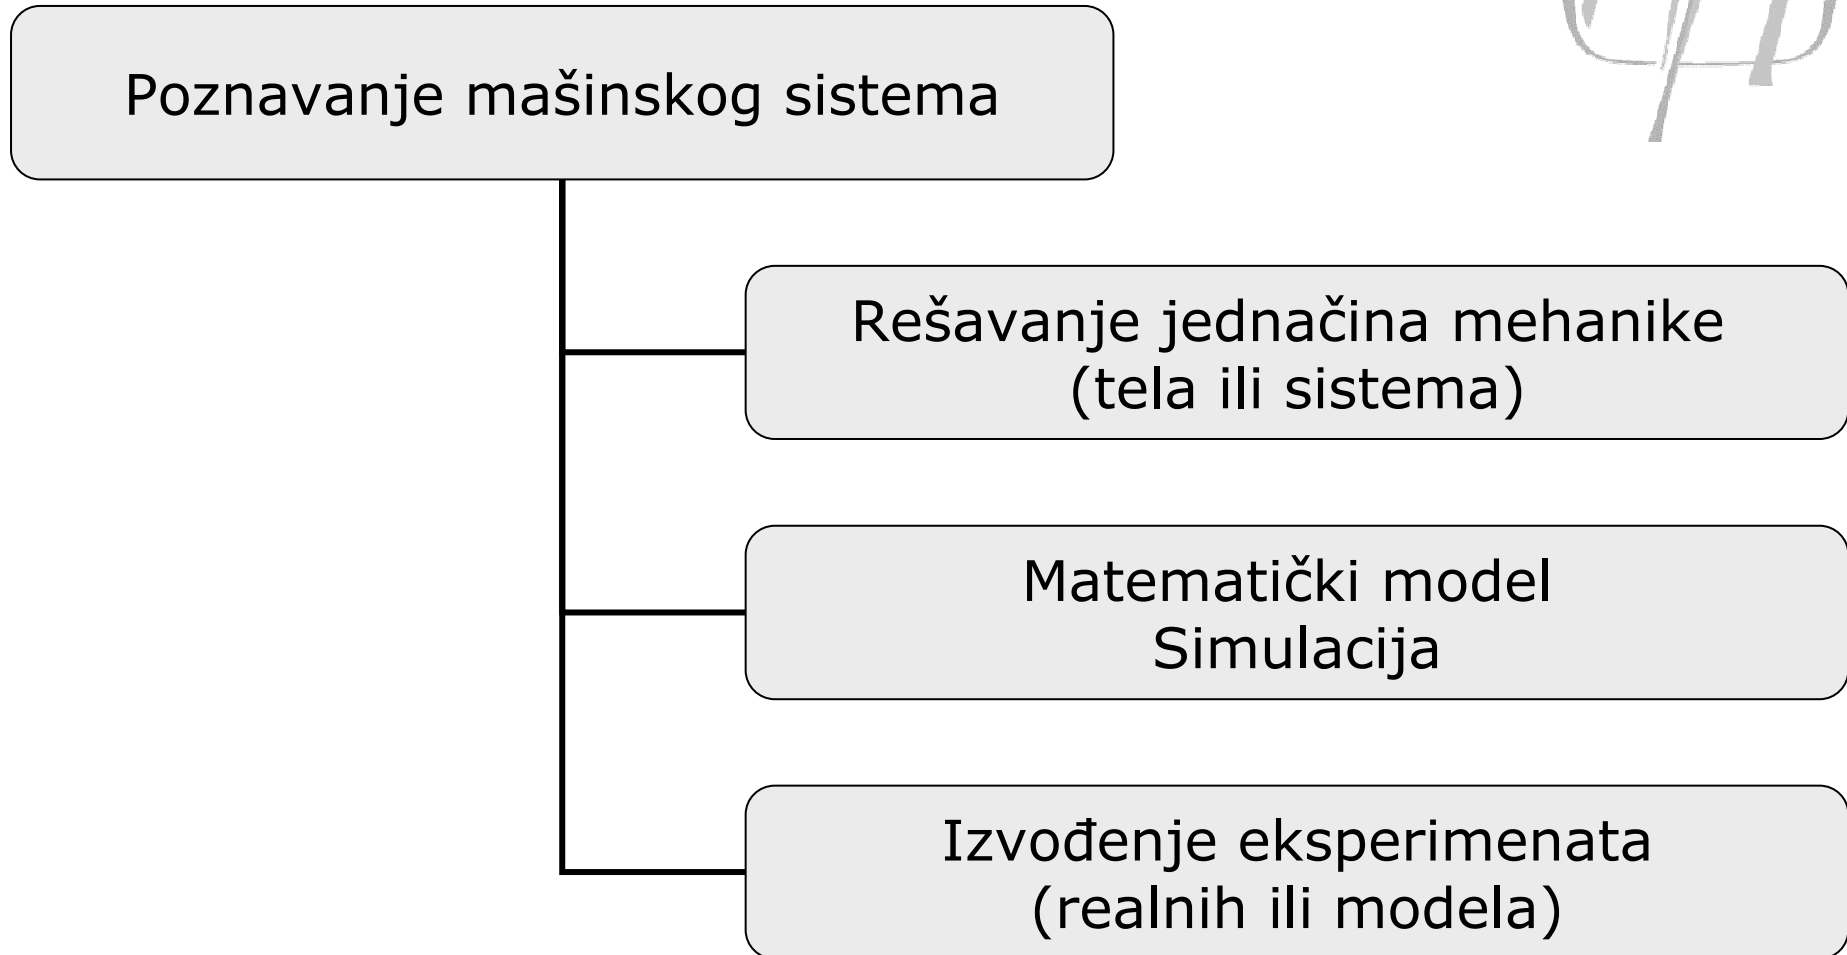 Poznavanje mašinskog sistema
Rešavanje jednačina mehanike
(tela ili sistema)
Matematički model
Simulacija
Izvođenje eksperimenata
(realnih ili modela)